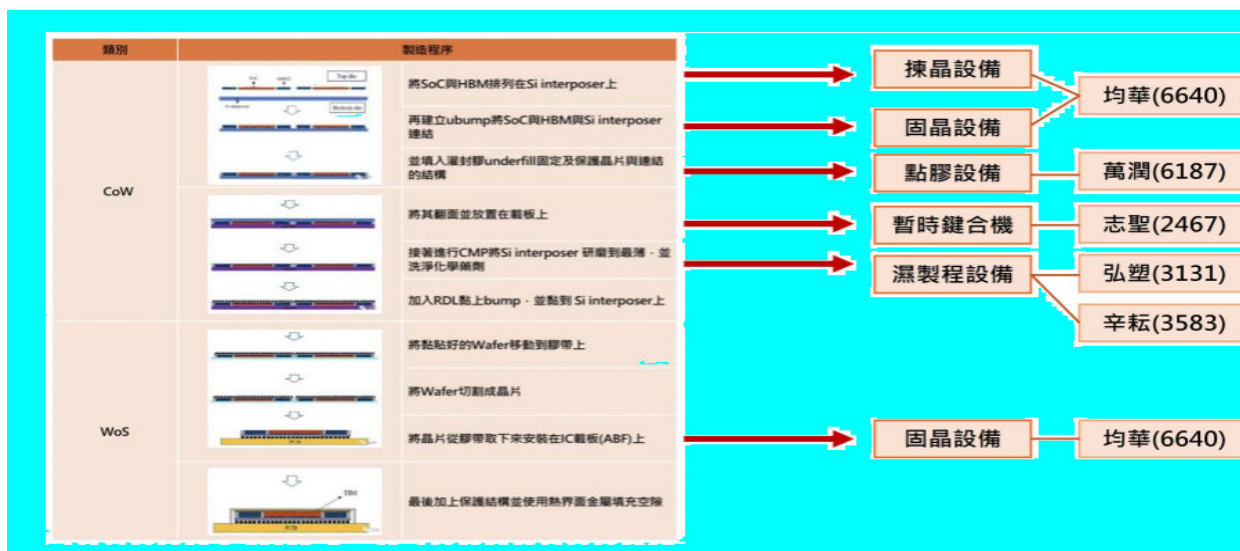 類別
製造程序
CoW
Top die
Bottom die
將SoC與HBM排列在Si interposer上
再建立ubump將SoC與HBM與Si interposer
連結
並填入灌封膠underfill固定及保護晶片與連結
的結構
將其翻面並放置在載板上
接著進行CMP將Si interposer 研磨到最薄，並
洗淨化學藥劑
加入RDL黏上bump，並黏到 Si interposer上
WoS
將黏貼好的Wafer移動到膠帶上
將Wafer切割成晶片
將晶片從膠帶取下來安裝在IC載板(ABF)上
最後加上保護結構並使用熱界面金屬填充空隙
TIM
揀晶設備
固晶設備
均華(6640)
點膠設備
萬潤(6187)
暫時鍵合機
志聖(2467)
濕製程設備
弘塑(3131)
辛耘(3583)
固晶設備
均華(6640)